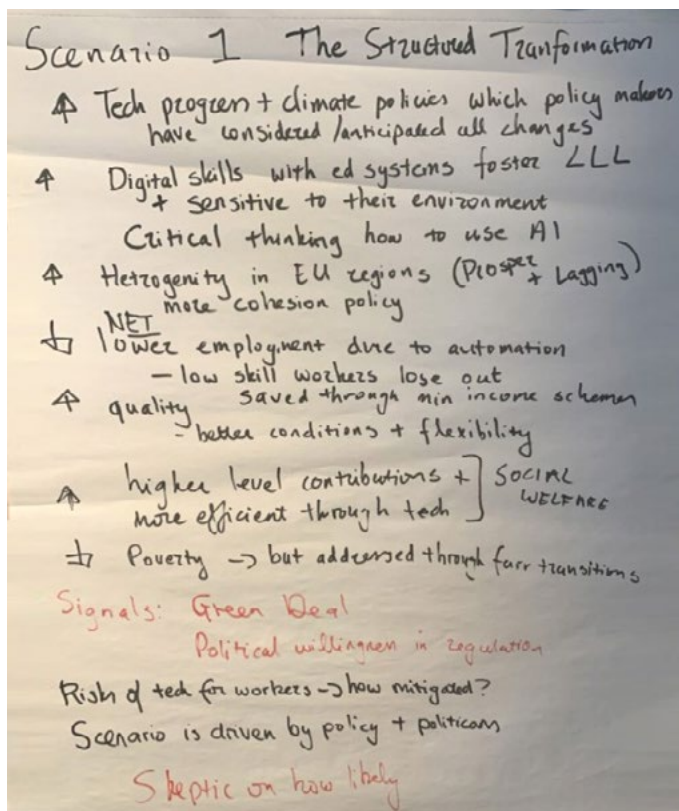 Scenario 1 The Structured Tranformation
↑ Tech progress + climate policies which policy makers
have considered /anticipated all changes
↑ Digital skills with ed systems foster LLL
+ sensitive to their environment
Critical thinking how to use AI
↑ Hetrogenity in EU regions (Prosper + Lagging)
more cohesion policy
NET
↓ lower employment due to automation
– low skill workers lose out
↑ quality saved through min income schemes
– better conditions + flexibility
↑ higher level contributions + ] SOCIAL
more efficient through tech WELFARE
↓ Poverty -> but addressed through fair transitions
Signals: Green Deal
Political willingness in regulation
Risk of tech for workers -> how mitigated?
Scenario is driven by policy + politicans
Skeptic on how likely